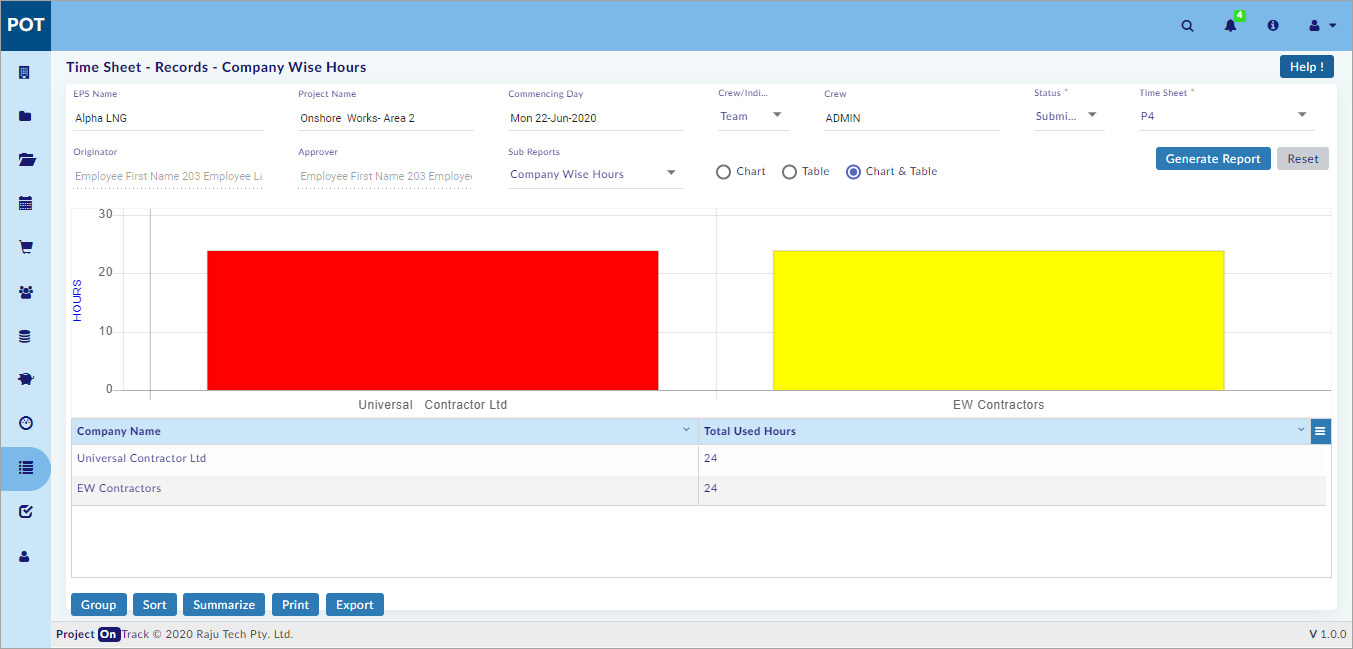 POT
4
Time Sheet - Records - Company Wise Hours
Help !
EPS Name
Project Name
Commencing Day
Crew/Indi...
Crew
Status *
Time Sheet *
Alpha LNG
Onshore Works- Area 2
Mon 22-Jun-2020
Team
ADMIN
Submi...
P4
Originator
Approver
Sub Reports
Employee First Name 203 Employee La
Employee First Name 203 Employee
Company Wise Hours
Chart
Table
Chart & Table
Generate Report
Reset
30
20
10
0
HOURS
Universal Contractor Ltd
EW Contractors
Company Name
Total Used Hours
Universal Contractor Ltd
24
EW Contractors
24
Group
Sort
Summarize
Print
Export
Project On Track © 2020 Raju Tech Pty. Ltd.
V 1.0.0